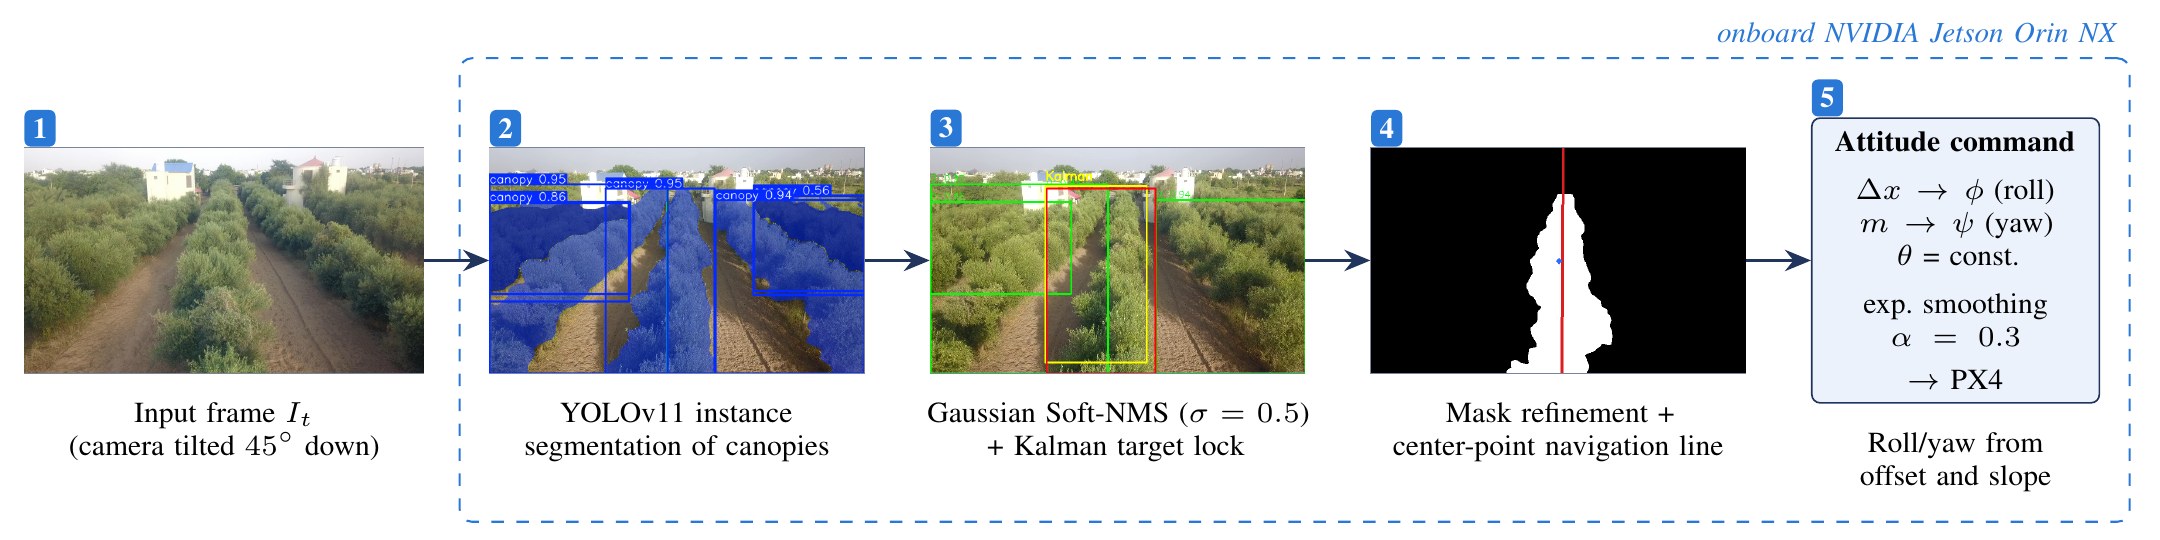 onboard NVIDIA Jetson Orin NX
1
Input frame I_t
(camera tilted 45° down)
2
canopy 0.95
canopy 0.86
canopy 0.95
canopy 0.94
0.56
YOLOv11 instance
segmentation of canopies
3
Kalman
Gaussian Soft-NMS (σ = 0.5)
+ Kalman target lock
4
Mask refinement +
center-point navigation line
5
Attitude command
Δx → ϕ (roll)
m → ψ (yaw)
θ = const.
exp. smoothing
α = 0.3
→ PX4
Roll/yaw from
offset and slope